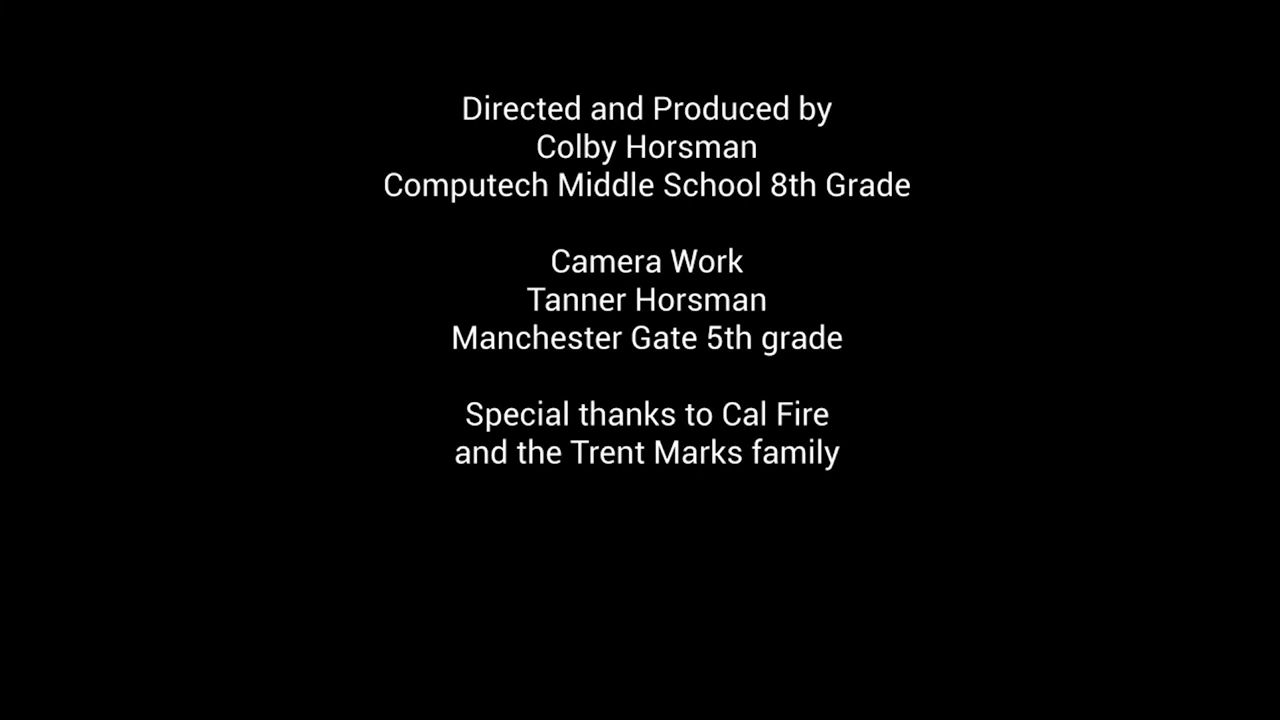 Directed and Produced by
Colby Horsman
Computech Middle School 8th Grade
Camera Work
Tanner Horsman
Manchester Gate 5th grade
Special thanks to Cal Fire
and the Trent Marks family